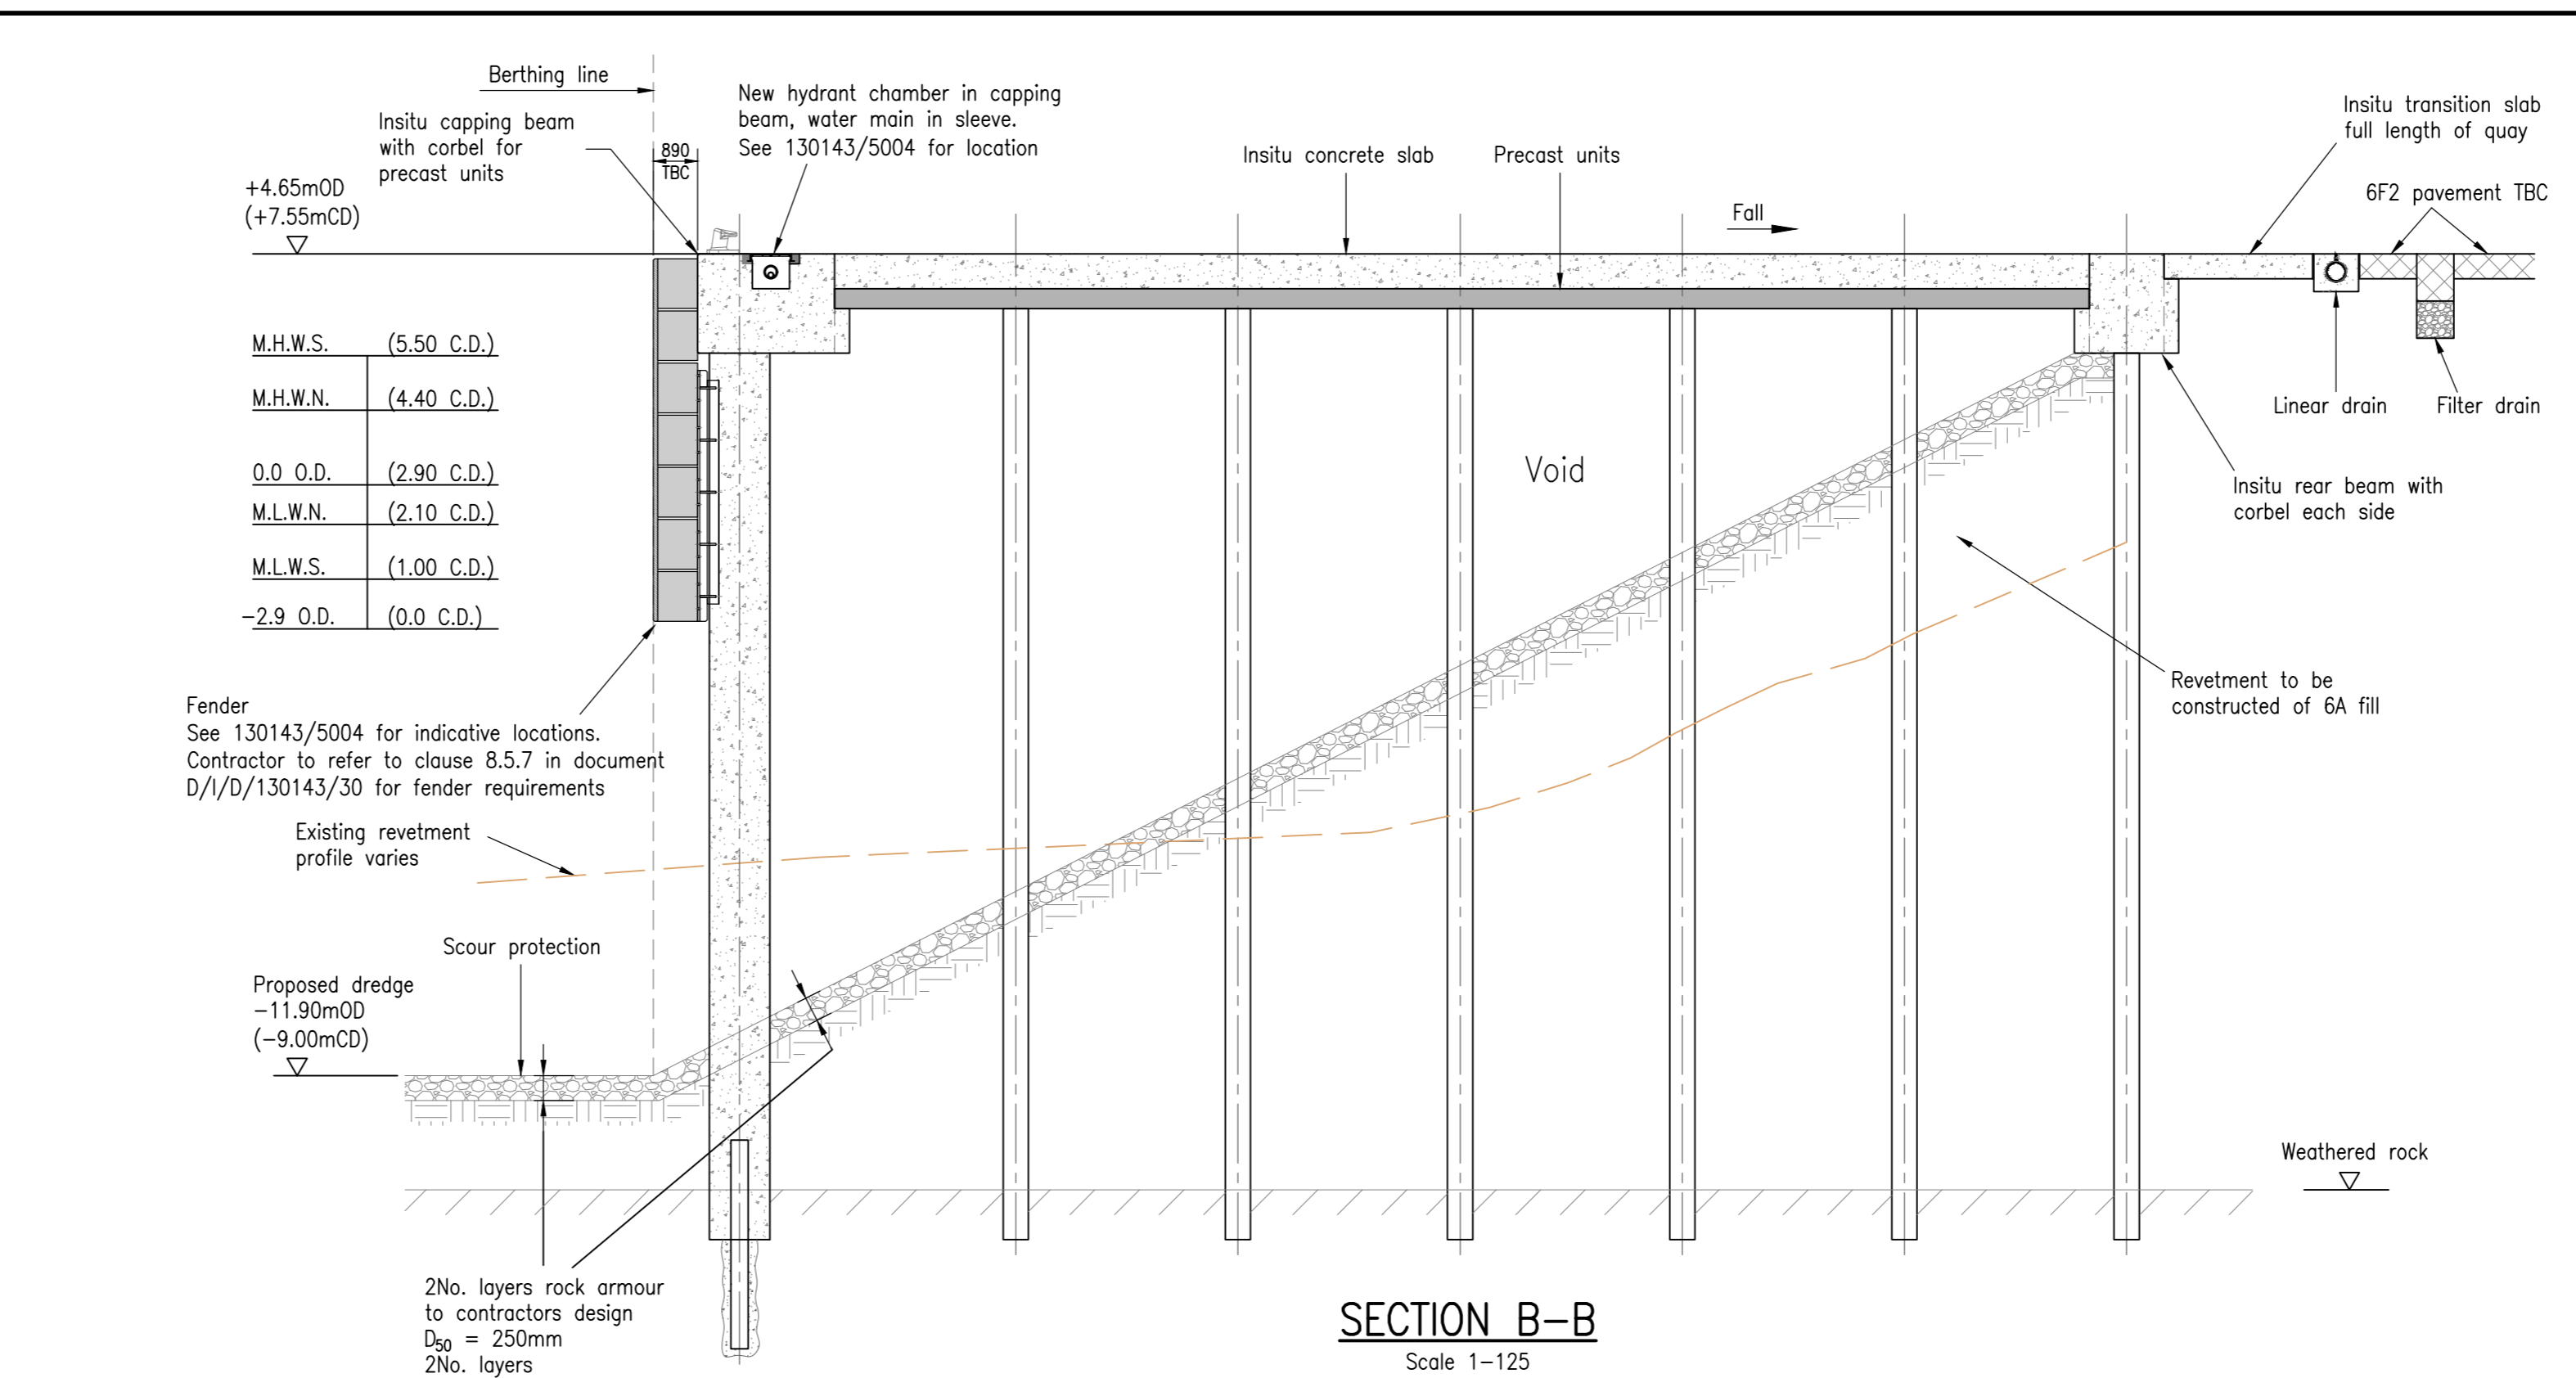 Berthing line
Insitu capping beam
with corbel for
precast units
890
TBC
New hydrant chamber in capping
beam, water main in sleeve.
See 130143/5004 for location
Insitu concrete slab
Precast units
Fall
Insitu transition slab
full length of quay
6F2 pavement TBC
+4.65mOD
(+7.55mCD)
M.H.W.S. (5.50 C.D.)
M.H.W.N. (4.40 C.D.)
0.0 O.D. (2.90 C.D.)
M.L.W.N. (2.10 C.D.)
M.L.W.S. (1.00 C.D.)
-2.9 O.D. (0.0 C.D.)
Linear drain
Filter drain
Void
Insitu rear beam with
corbel each side
Revetment to be
constructed of 6A fill
Fender
See 130143/5004 for indicative locations.
Contractor to refer to clause 8.5.7 in document
D/I/D/130143/30 for fender requirements
Existing revetment
profile varies
Scour protection
Proposed dredge
-11.90mOD
(-9.00mCD)
Weathered rock
2No. layers rock armour
to contractors design
D50 = 250mm
2No. layers
SECTION B-B
Scale 1-125